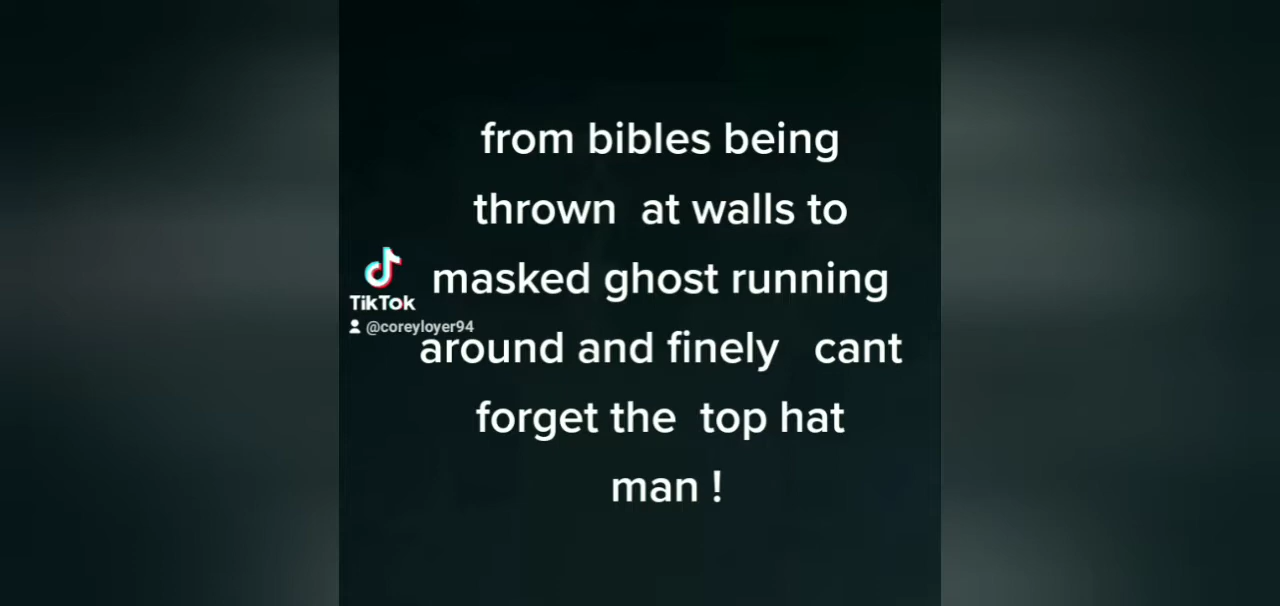 from bibles being
thrown at walls to
masked ghost running
around and finely cant
forget the top hat
man !
TikTok
@coreyloyer94